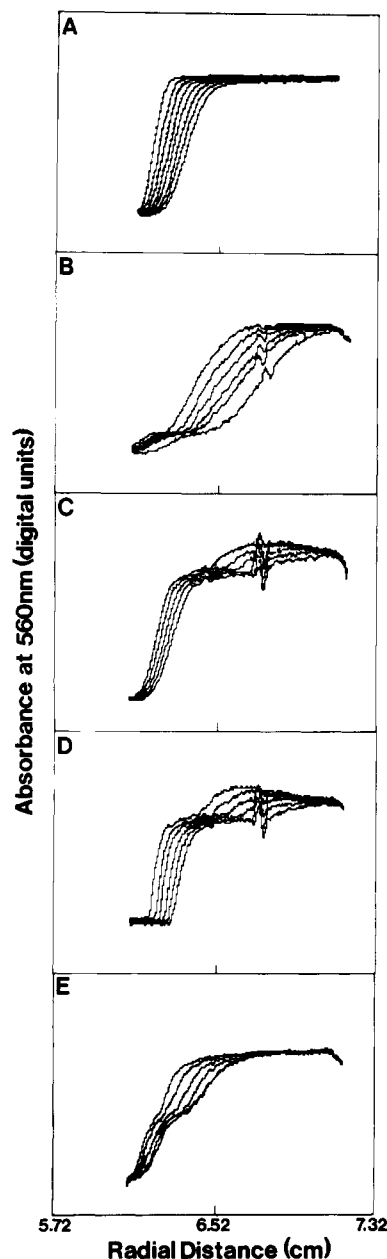 A
B
C
D
E
Absorbance at 560nm (digital units)
5.72 6.52 7.32
Radial Distance (cm)